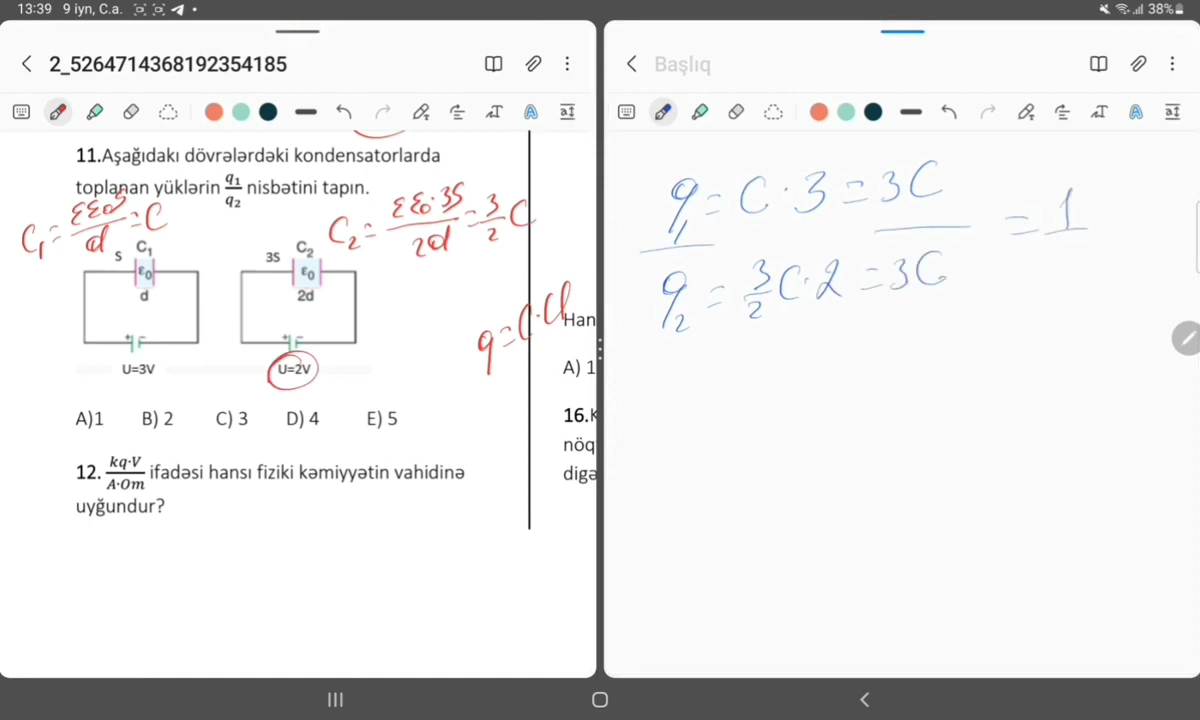 13:39 9 iyn, C.a. 38%
2_5264714368192354185
11.Aşağıdakı dövrələrdəki kondensatorlarda
toplanan yüklərin q₁/q₂ nisbətini tapın.
C₁=εε₀S/d=C
C₂=εε₀·3S/2d=3/2C
S C₁ ε₀ d
U=3V
3S C₂ ε₀ 2d
U=2V
q=C·U
A)1 B) 2 C) 3 D) 4 E) 5
12. kq·V/A·Om ifadəsi hansı fiziki kəmiyyətin vahidinə
uyğundur?
Han
A) 1
16.K
nöq
digə
Başlıq
q₁=C·3=3C
q₂=3/2C·2=3C
=1